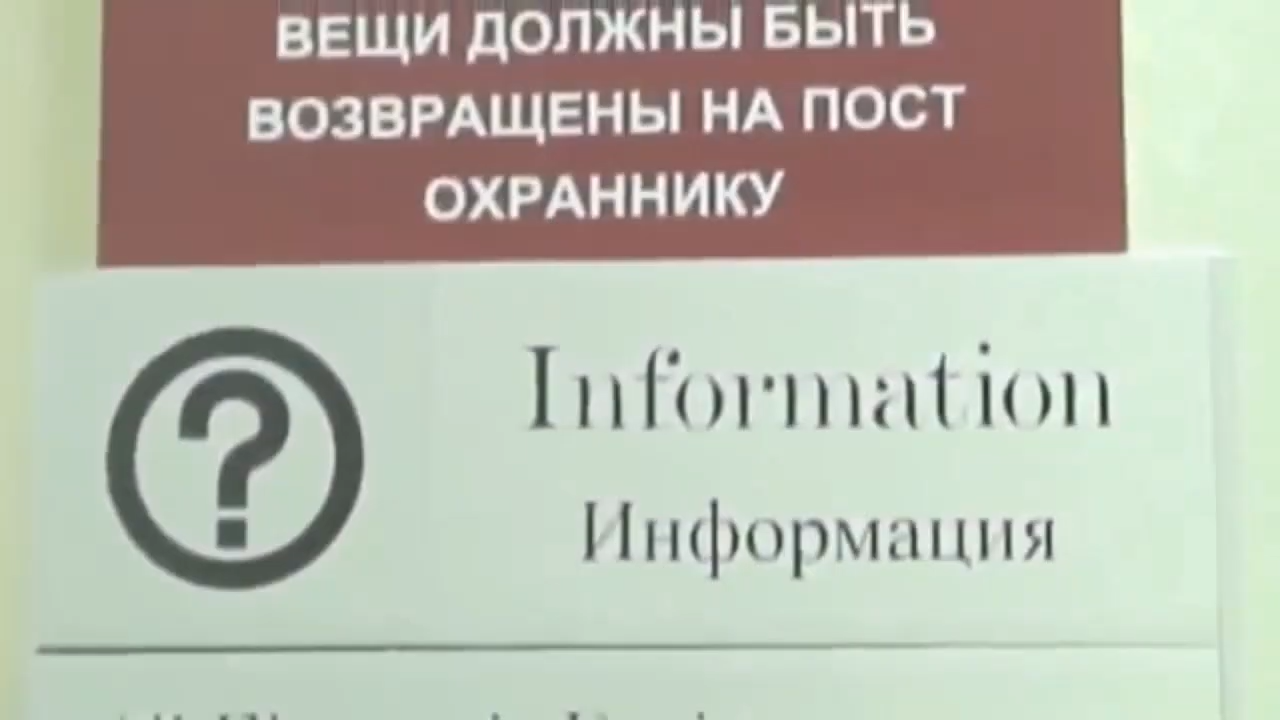 ВЕЩИ ДОЛЖНЫ БЫТЬ
ВОЗВРАЩЕНЫ НА ПОСТ
ОХРАННИКУ
Information
Информация